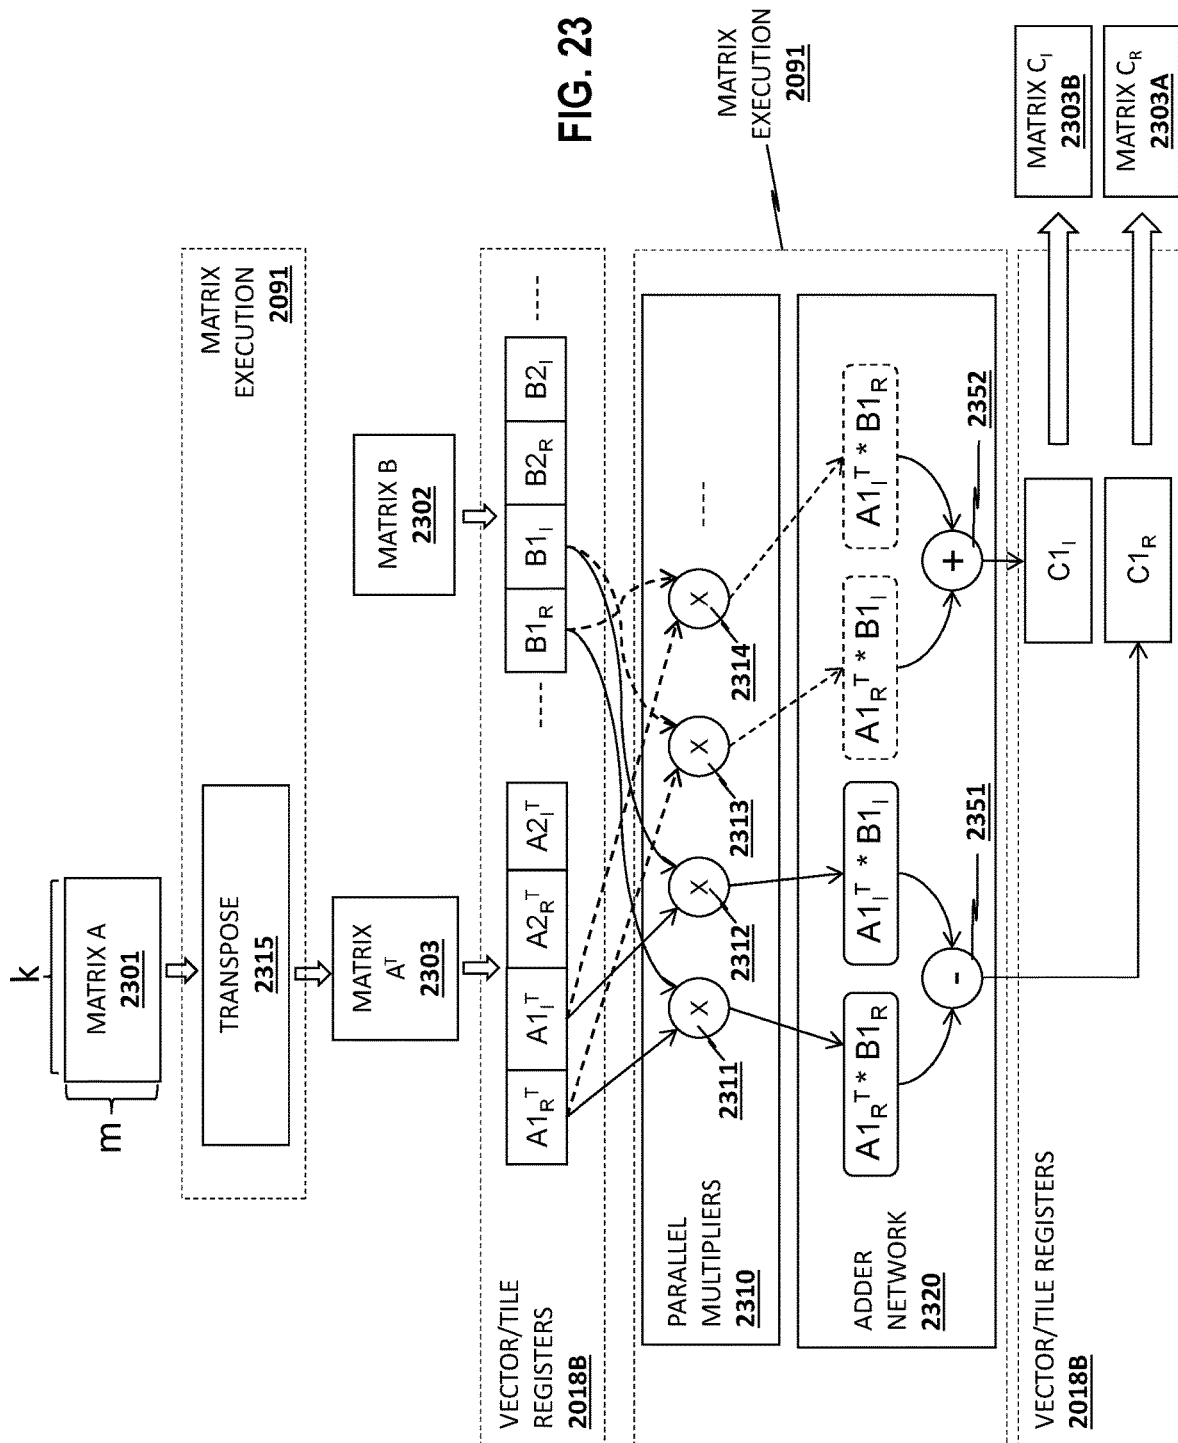 k
m
MATRIX A
2301
MATRIX
EXECUTION
2091
TRANSPOSE
2315
MATRIX
A^T
2303
MATRIX B
2302
VECTOR/TILE
REGISTERS
2018B
A1_R^T A1_I^T A2_R^T A2_I^T
B1_R B1_I B2_R B2_I
PARALLEL
MULTIPLIERS
2310
X X X X
2311 2312 2313 2314
ADDER
NETWORK
2320
A1_R^T * B1_R A1_I^T * B1_I A1_R^T * B1_I A1_I^T * B1_R
- +
2351 2352
MATRIX
EXECUTION
2091
VECTOR/TILE REGISTERS
2018B
C1_I
C1_R
MATRIX C_I
2303B
MATRIX C_R
2303A
FIG. 23